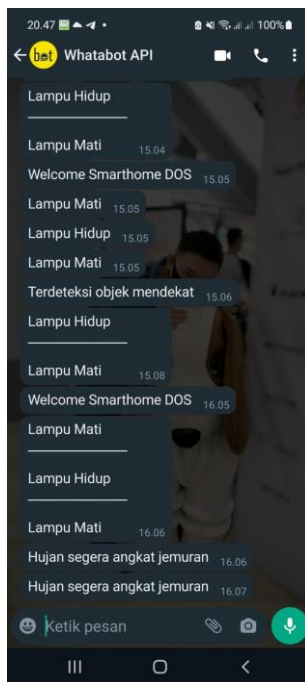 20.47
100%
bot Whatabot API
Lampu Hidup
Lampu Mati 15.04
Welcome Smarthome DOS 15.05
Lampu Mati 15.05
Lampu Hidup 15.05
Lampu Mati 15.05
Terdeteksi objek mendekat 15.06
Lampu Hidup
Lampu Mati 15.08
Welcome Smarthome DOS 16.05
Lampu Mati
Lampu Hidup
Lampu Mati 16.06
Hujan segera angkat jemuran 16.06
Hujan segera angkat jemuran 16.07
Ketik pesan